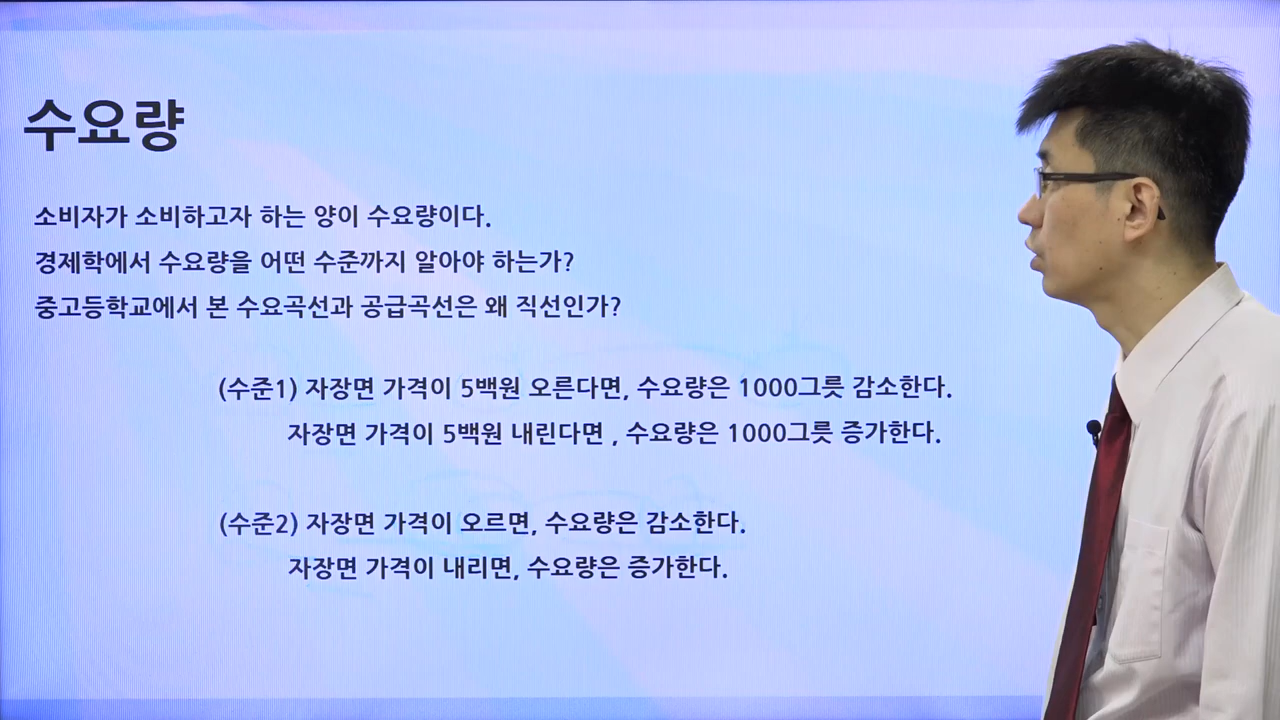 수요량
소비자가 소비하고자 하는 양이 수요량이다.
경제학에서 수요량을 어떤 수준까지 알아야 하는가?
중고등학교에서 본 수요곡선과 공급곡선은 왜 직선인가?
(수준1) 자장면 가격이 5백원 오른다면, 수요량은 1000그릇 감소한다.
자장면 가격이 5백원 내린다면 , 수요량은 1000그릇 증가한다.
(수준2) 자장면 가격이 오르면, 수요량은 감소한다.
자장면 가격이 내리면, 수요량은 증가한다.